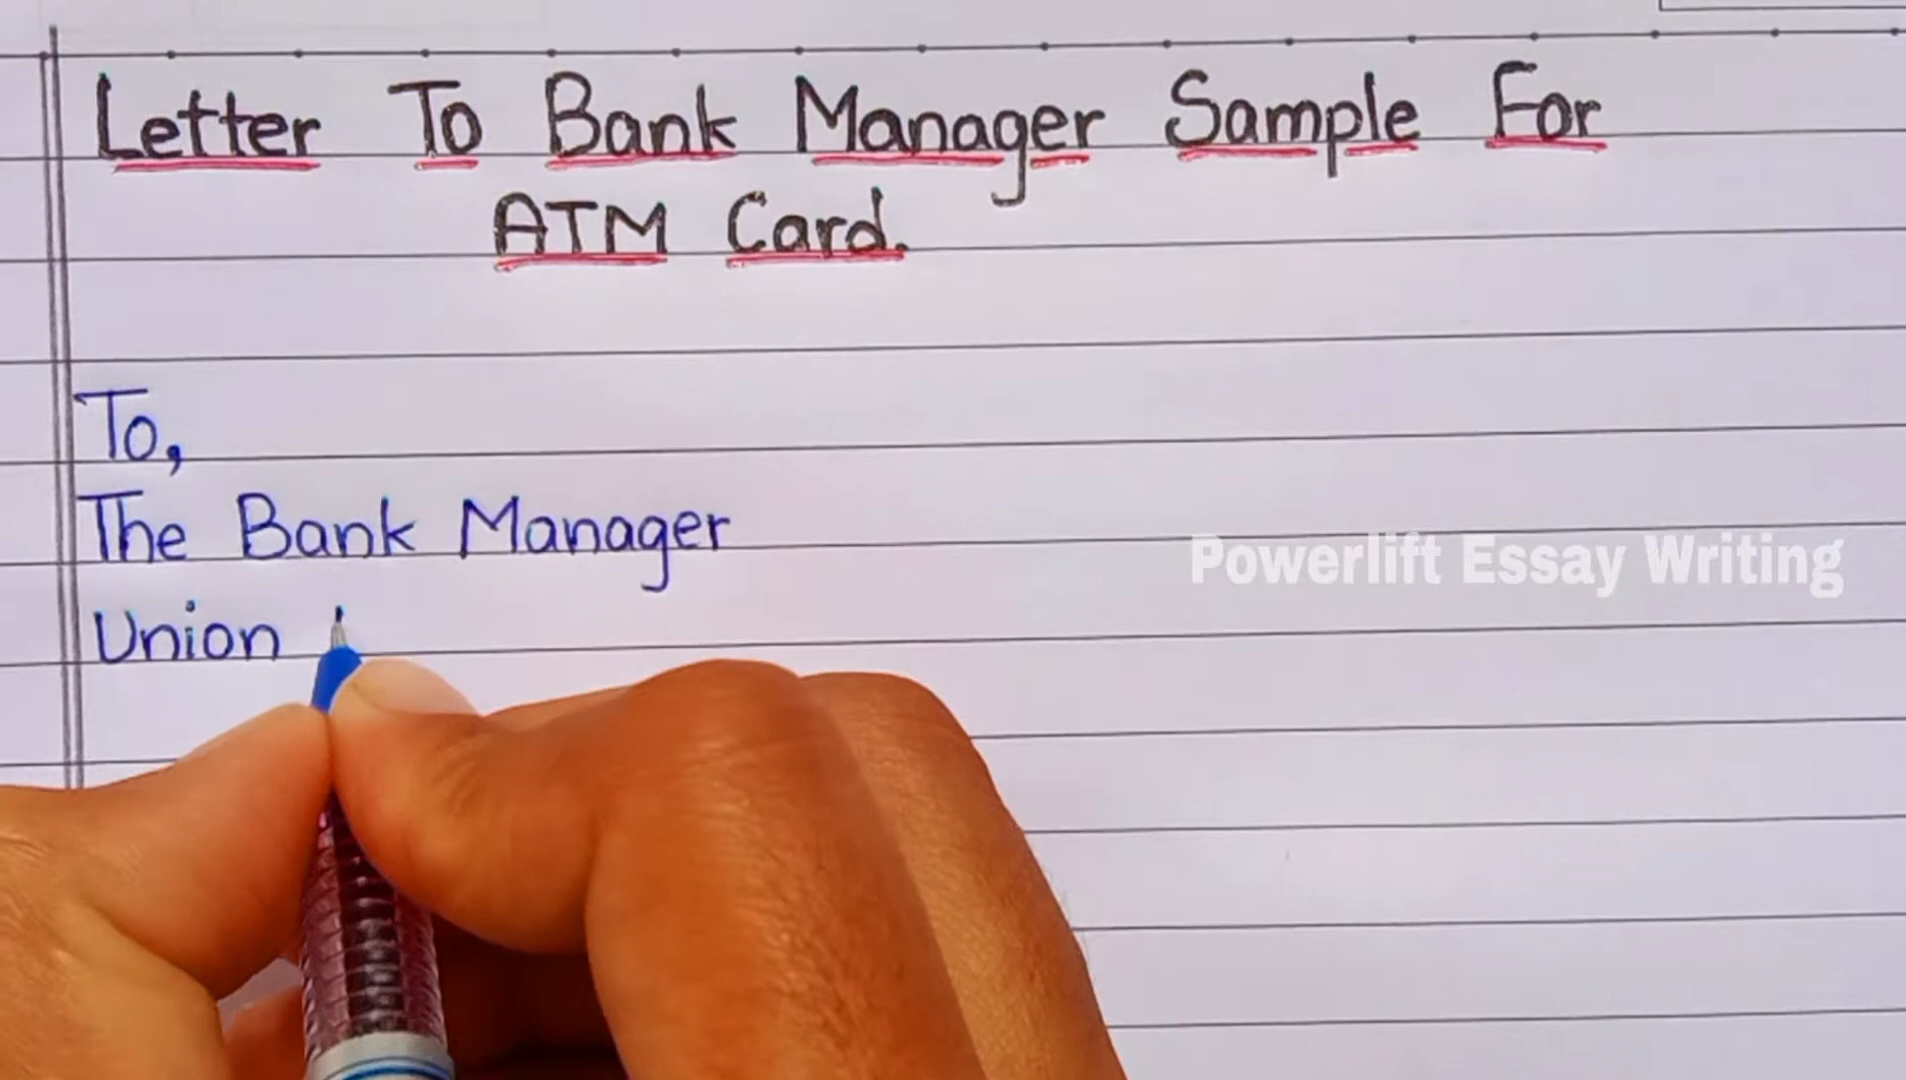 Letter To Bank Manager Sample For
ATM Card.
To,
The Bank Manager
Powerlift Essay Writing
Union